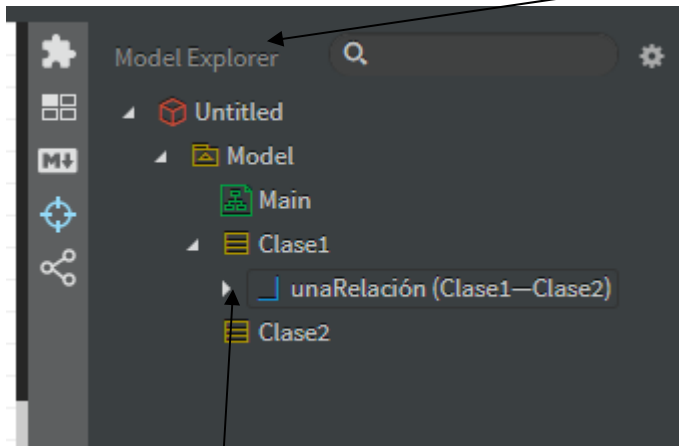 Model Explorer
Untitled
M
Model
Main
Clase1
unaRelación (Clase1—Clase2)
Clase2